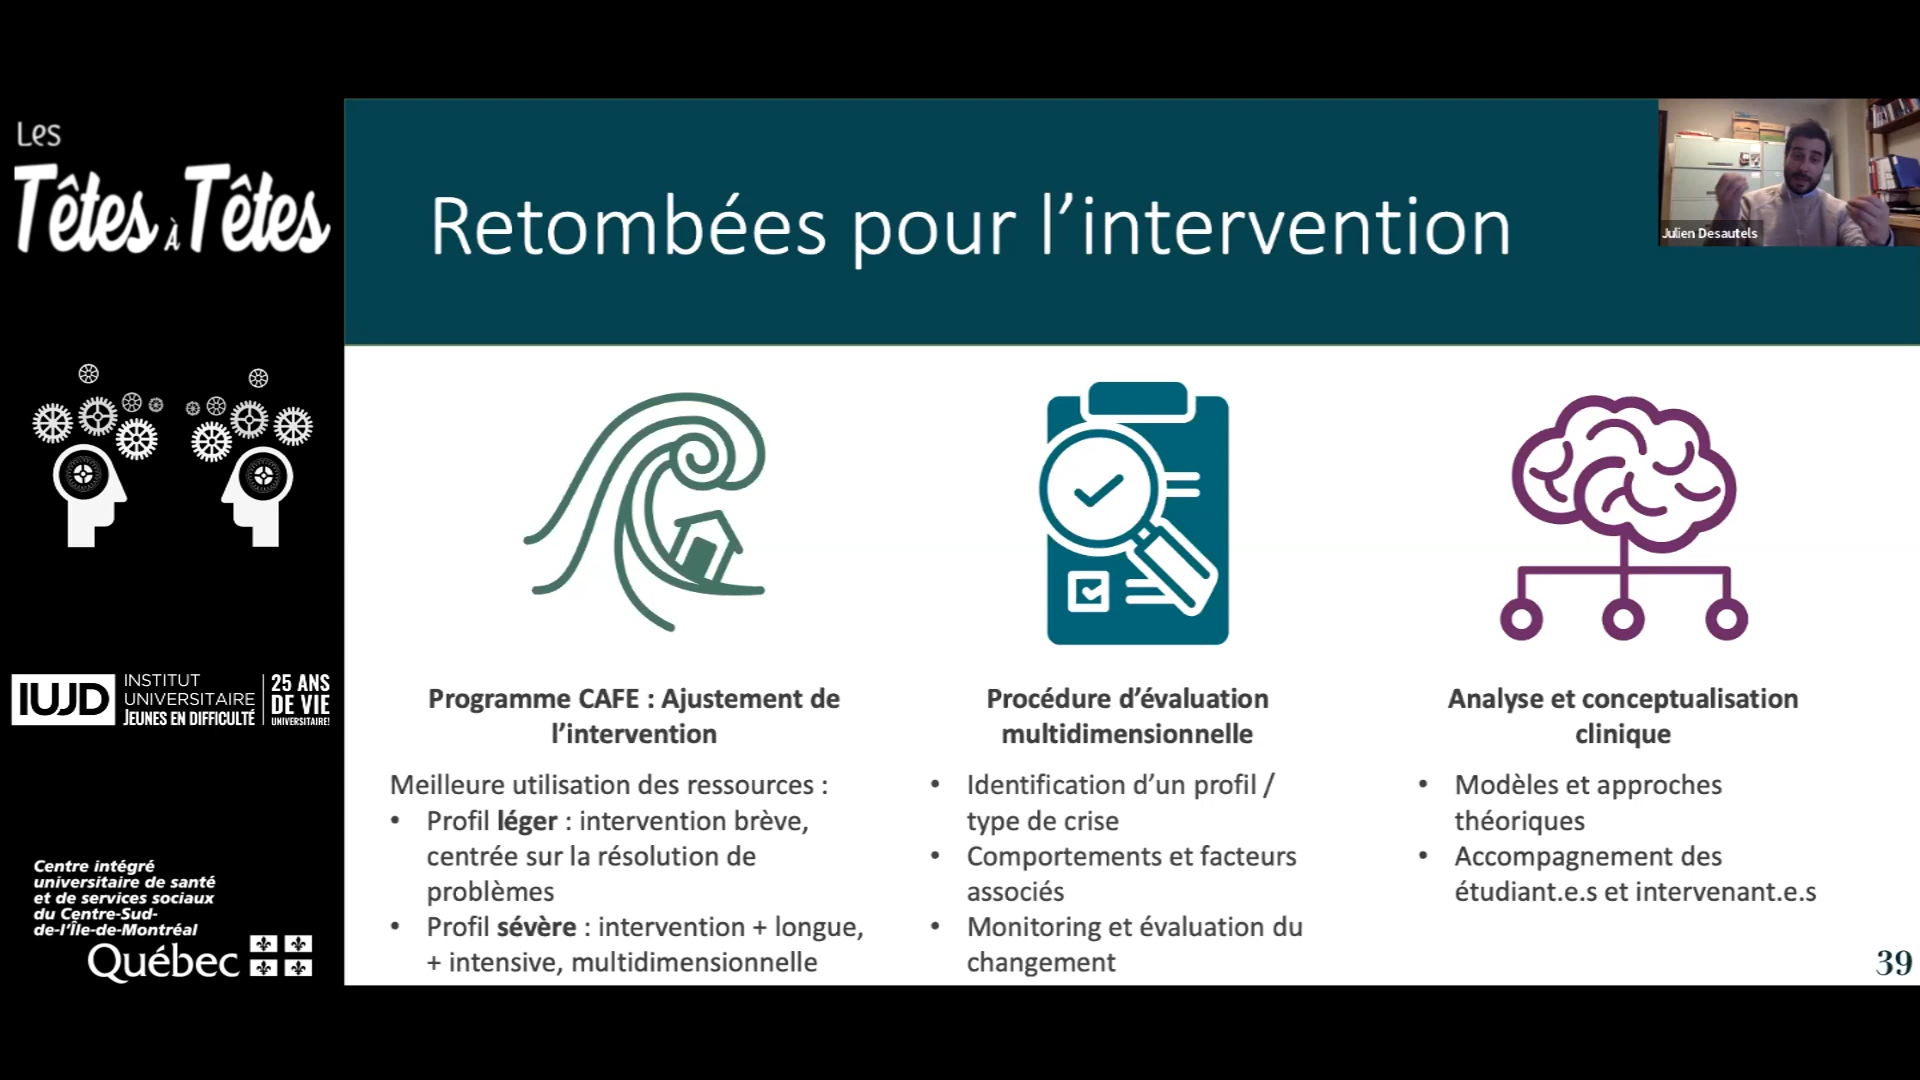 Les
Têtes à Têtes
IUJD
INSTITUT
UNIVERSITAIRE
JEUNES EN DIFFICULTÉ
25 ANS
DE VIE
UNIVERSITAIRE!
Centre intégré
universitaire de santé
et de services sociaux
du Centre-Sud-
de-l'Île-de-Montréal
Québec
Retombées pour l'intervention
Julien Desautels
Programme CAFE : Ajustement de
l'intervention
Meilleure utilisation des ressources :
• Profil léger : intervention brève,
centrée sur la résolution de
problèmes
• Profil sévère : intervention + longue,
+ intensive, multidimensionnelle
Procédure d'évaluation
multidimensionnelle
• Identification d'un profil /
type de crise
• Comportements et facteurs
associés
• Monitoring et évaluation du
changement
Analyse et conceptualisation
clinique
• Modèles et approches
théoriques
• Accompagnement des
étudiant.e.s et intervenant.e.s
39